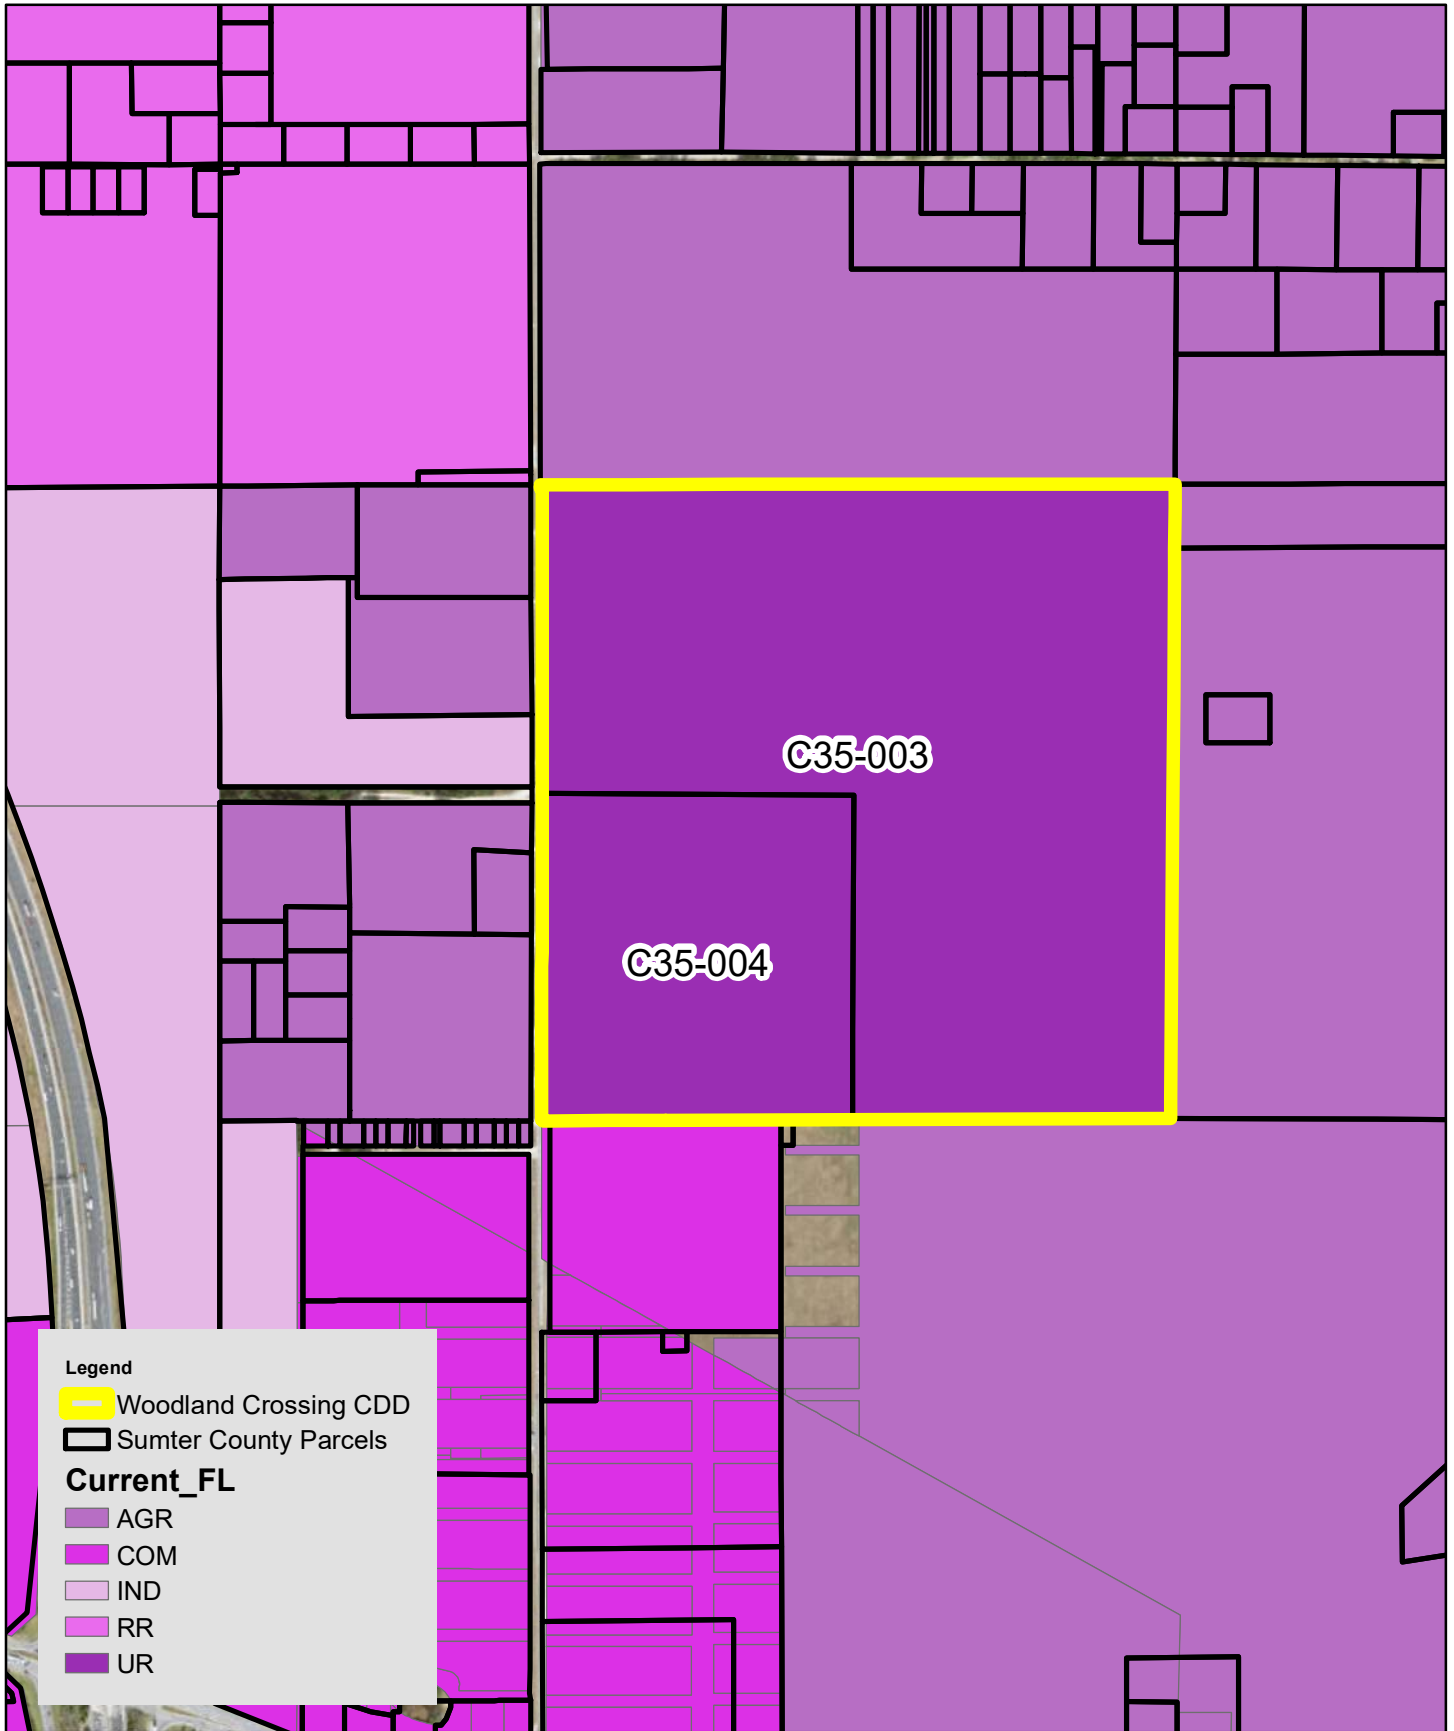 C35-003
C35-004
Legend
Woodland Crossing CDD
Sumter County Parcels
Current_FL
AGR
COM
IND
RR
UR